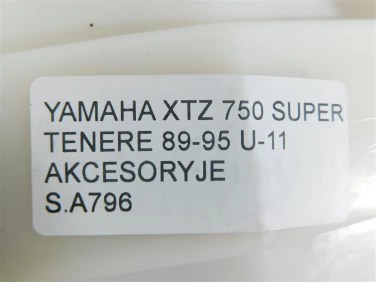 YAMAHA XTZ 750 SUPER
TENERE 89-95 U-11
AKCESORYJE
S.A796